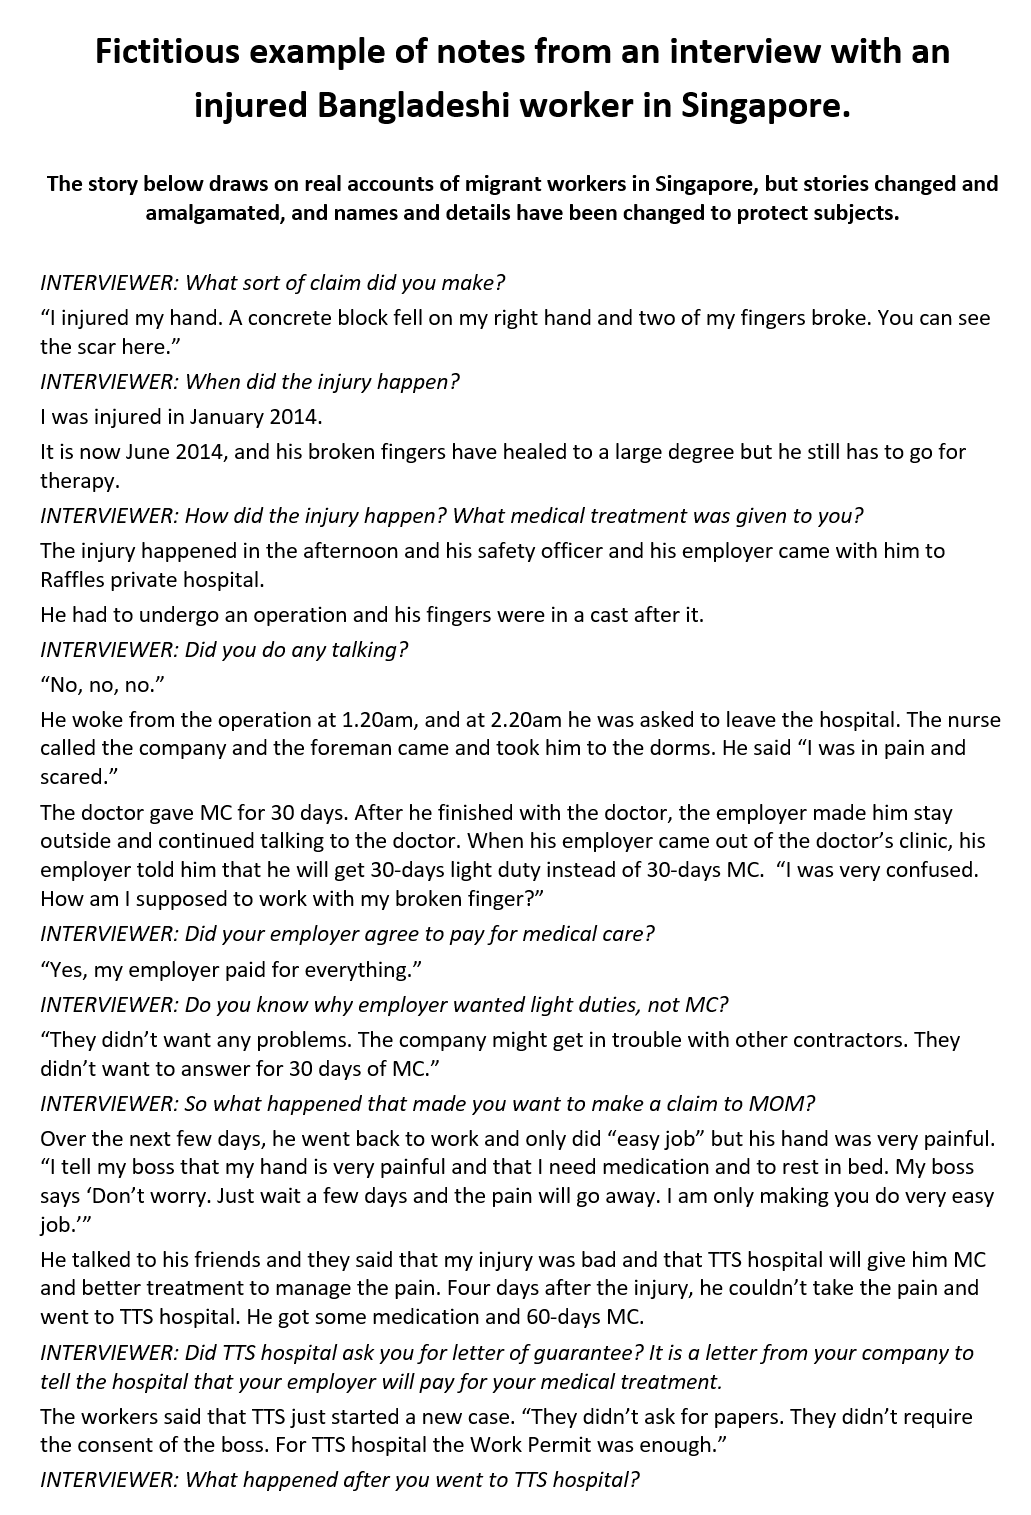 Fictitious example of notes from an interview with an
injured Bangladeshi worker in Singapore.
The story below draws on real accounts of migrant workers in Singapore, but stories changed and
amalgamated, and names and details have been changed to protect subjects.
INTERVIEWER: What sort of claim did you make?
“I injured my hand. A concrete block fell on my right hand and two of my fingers broke. You can see
the scar here.”
INTERVIEWER: When did the injury happen?
I was injured in January 2014.
It is now June 2014, and his broken fingers have healed to a large degree but he still has to go for
therapy.
INTERVIEWER: How did the injury happen? What medical treatment was given to you?
The injury happened in the afternoon and his safety officer and his employer came with him to
Raffles private hospital.
He had to undergo an operation and his fingers were in a cast after it.
INTERVIEWER: Did you do any talking?
“No, no, no.”
He woke from the operation at 1.20am, and at 2.20am he was asked to leave the hospital. The nurse
called the company and the foreman came and took him to the dorms. He said “I was in pain and
scared.”
The doctor gave MC for 30 days. After he finished with the doctor, the employer made him stay
outside and continued talking to the doctor. When his employer came out of the doctor’s clinic, his
employer told him that he will get 30-days light duty instead of 30-days MC.  “I was very confused.
How am I supposed to work with my broken finger?”
INTERVIEWER: Did your employer agree to pay for medical care?
“Yes, my employer paid for everything.”
INTERVIEWER: Do you know why employer wanted light duties, not MC?
“They didn’t want any problems. The company might get in trouble with other contractors. They
didn’t want to answer for 30 days of MC.”
INTERVIEWER: So what happened that made you want to make a claim to MOM?
Over the next few days, he went back to work and only did “easy job” but his hand was very painful.
“I tell my boss that my hand is very painful and that I need medication and to rest in bed. My boss
says ‘Don’t worry. Just wait a few days and the pain will go away. I am only making you do very easy
job.’”
He talked to his friends and they said that my injury was bad and that TTS hospital will give him MC
and better treatment to manage the pain. Four days after the injury, he couldn’t take the pain and
went to TTS hospital. He got some medication and 60-days MC.
INTERVIEWER: Did TTS hospital ask you for letter of guarantee? It is a letter from your company to
tell the hospital that your employer will pay for your medical treatment.
The workers said that TTS just started a new case. “They didn’t ask for papers. They didn’t require
the consent of the boss. For TTS hospital the Work Permit was enough.”
INTERVIEWER: What happened after you went to TTS hospital?